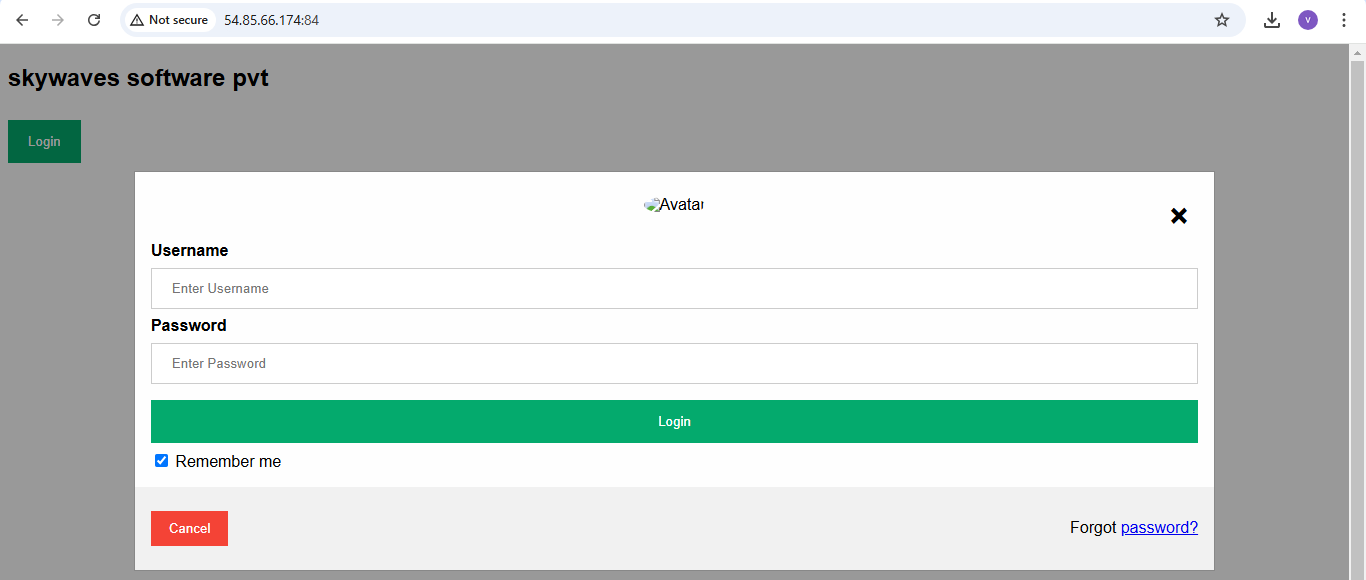 Not secure 54.85.66.174:84
V
skywaves software pvt
Login
Avatar
×
Username
Enter Username
Password
Enter Password
Login
Remember me
Cancel
Forgot password?